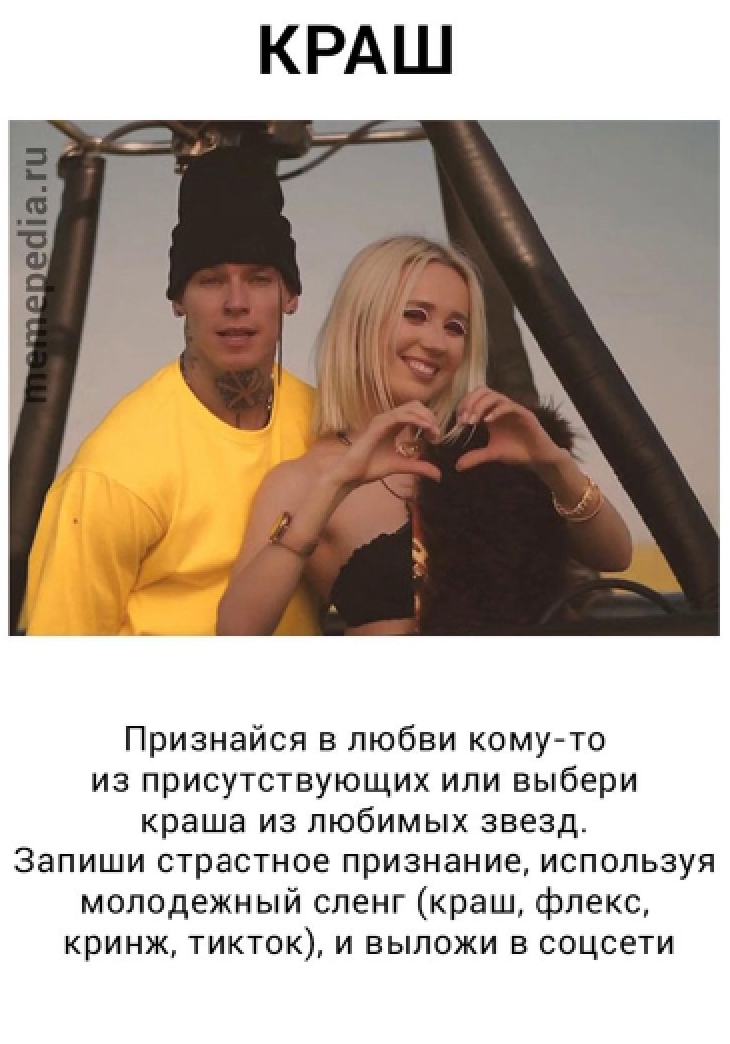 КРАШ
memepedia.ru
Признайся в любви кому-то
из присутствующих или выбери
краша из любимых звезд.
Запиши страстное признание, используя
молодежный сленг (краш, флекс,
кринж, тикток), и выложи в соцсети